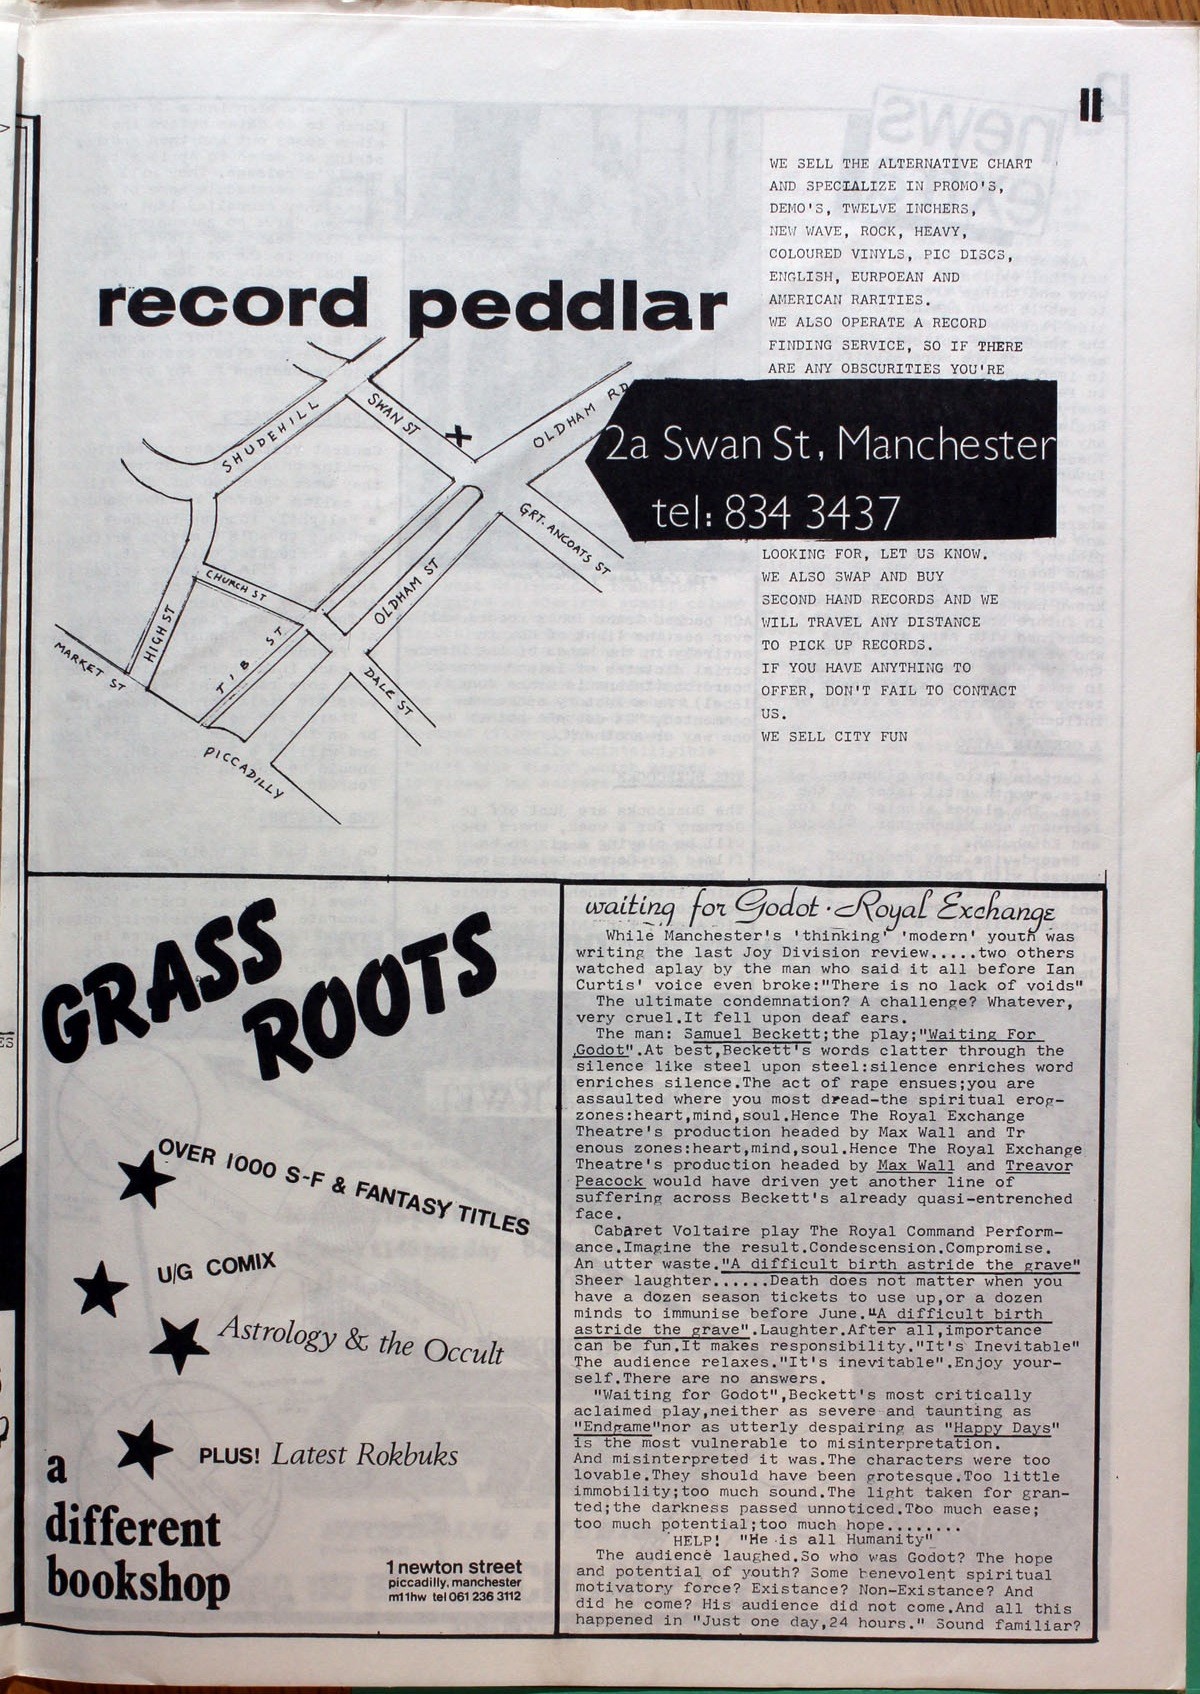 11
WE SELL THE ALTERNATIVE CHART
AND SPECIALIZE IN PROMO'S,
DEMO'S, TWELVE INCHERS,
NEW WAVE, ROCK, HEAVY,
COLOURED VINYLS, PIC DISCS,
ENGLISH, EURPOEAN AND
AMERICAN RARITIES.
WE ALSO OPERATE A RECORD
FINDING SERVICE, SO IF THERE
ARE ANY OBSCURITIES YOU'RE
record peddlar
SHUDEHILL
SWAN ST
X
OLDHAM RD
GRT. ANCOATS ST
CHURCH ST
OLDHAM ST
HIGH ST
TIB ST
MARKET ST
DALE ST
PICCADILLY
2a Swan St, Manchester
tel: 834 3437
LOOKING FOR, LET US KNOW.
WE ALSO SWAP AND BUY
SECOND HAND RECORDS AND WE
WILL TRAVEL ANY DISTANCE
TO PICK UP RECORDS.
IF YOU HAVE ANYTHING TO
OFFER, DON'T FAIL TO CONTACT
US.
WE SELL CITY FUN
GRASS
ROOTS
OVER 1000 S-F & FANTASY TITLES
U/G COMIX
Astrology & the Occult
PLUS! Latest Rokbuks
a
different
bookshop
1 newton street
piccadilly, manchester
m11hw tel 061 236 3112
waiting for Godot · Royal Exchange
While Manchester's 'thinking' 'modern' youth was
writing the last Joy Division review.....two others
watched aplay by the man who said it all before Ian
Curtis' voice even broke:"There is no lack of voids"
The ultimate condemnation? A challenge? Whatever,
very cruel.It fell upon deaf ears.
The man: Samuel Beckett;the play;"Waiting For
Godot".At best,Beckett's words clatter through the
silence like steel upon steel:silence enriches word
enriches silence.The act of rape ensues;you are
assaulted where you most dread-the spiritual erog-
zones:heart,mind,soul.Hence The Royal Exchange
Theatre's production headed by Max Wall and Tr
enous zones:heart,mind,soul.Hence The Royal Exchange
Theatre's production headed by Max Wall and Treavor
Peacock would have driven yet another line of
suffering across Beckett's already quasi-entrenched
face.
Cabaret Voltaire play The Royal Command Perform-
ance.Imagine the result.Condescension.Compromise.
An utter waste."A difficult birth astride the grave"
Sheer laughter......Death does not matter when you
have a dozen season tickets to use up,or a dozen
minds to immunise before June."A difficult birth
astride the grave".Laughter.After all,importance
can be fun.It makes responsibility."It's Inevitable"
The audience relaxes."It's inevitable".Enjoy your-
self.There are no answers.
"Waiting for Godot",Beckett's most critically
aclaimed play,neither as severe and taunting as
"Endgame"nor as utterly despairing as "Happy Days"
is the most vulnerable to misinterpretation.
And misinterpreted it was.The characters were too
lovable.They should have been grotesque.Too little
immobility;too much sound.The light taken for gran-
ted;the darkness passed unnoticed.Too much ease;
too much potential;too much hope........
HELP! "He is all Humanity"
The audience laughed.So who was Godot? The hope
and potential of youth? Some benevolent spiritual
motivatory force? Existance? Non-Existance? And
did he come? His audience did not come.And all this
happened in "Just one day,24 hours." Sound familiar?